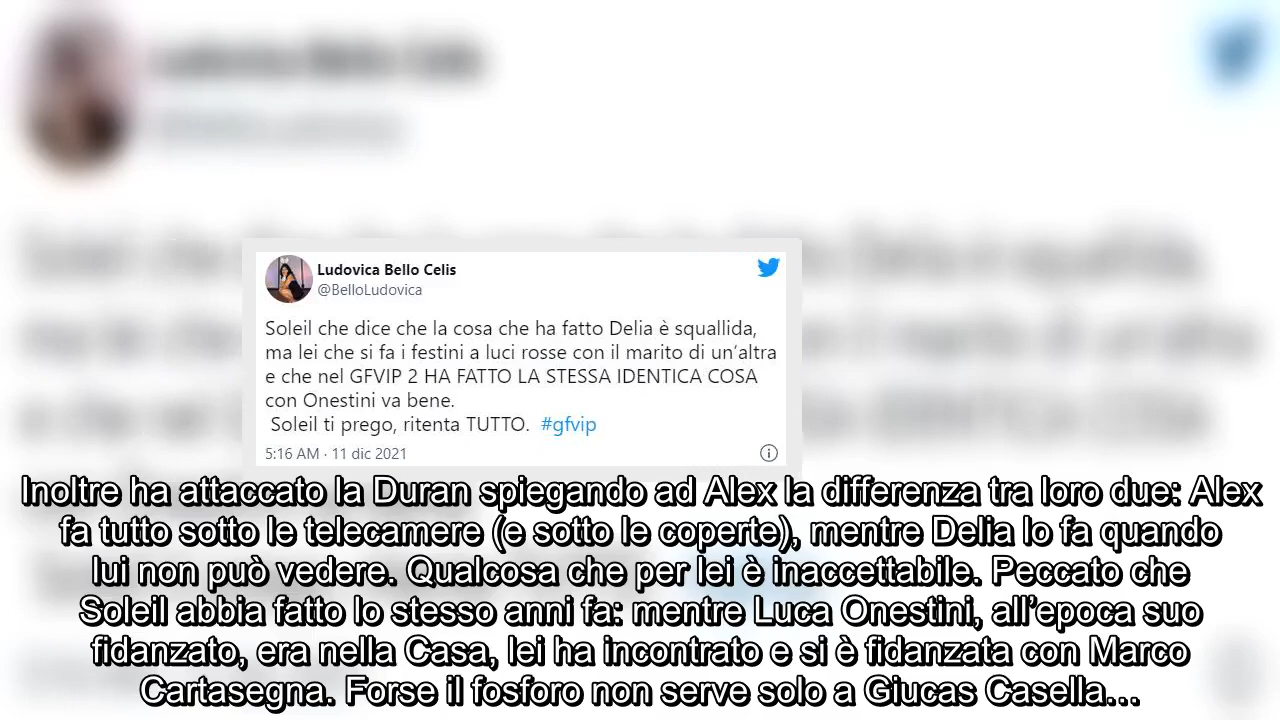 Ludovica Bello Celis
@BelloLudovica
Soleil che dice che la cosa che ha fatto Delia è squallida,
ma lei che si fa i festini a luci rosse con il marito di un'altra
e che nel GFVIP 2 HA FATTO LA STESSA IDENTICA COSA
con Onestini va bene.
Soleil ti prego, ritenta TUTTO. #gfvip
5:16 AM · 11 dic 2021
Inoltre ha attaccato la Duran spiegando ad Alex la differenza tra loro due: Alex
fa tutto sotto le telecamere (e sotto le coperte), mentre Delia lo fa quando
lui non può vedere. Qualcosa che per lei è inaccettabile. Peccato che
Soleil abbia fatto lo stesso anni fa: mentre Luca Onestini, all’epoca suo
fidanzato, era nella Casa, lei ha incontrato e si è fidanzata con Marco
Cartasegna. Forse il fosforo non serve solo a Giucas Casella…